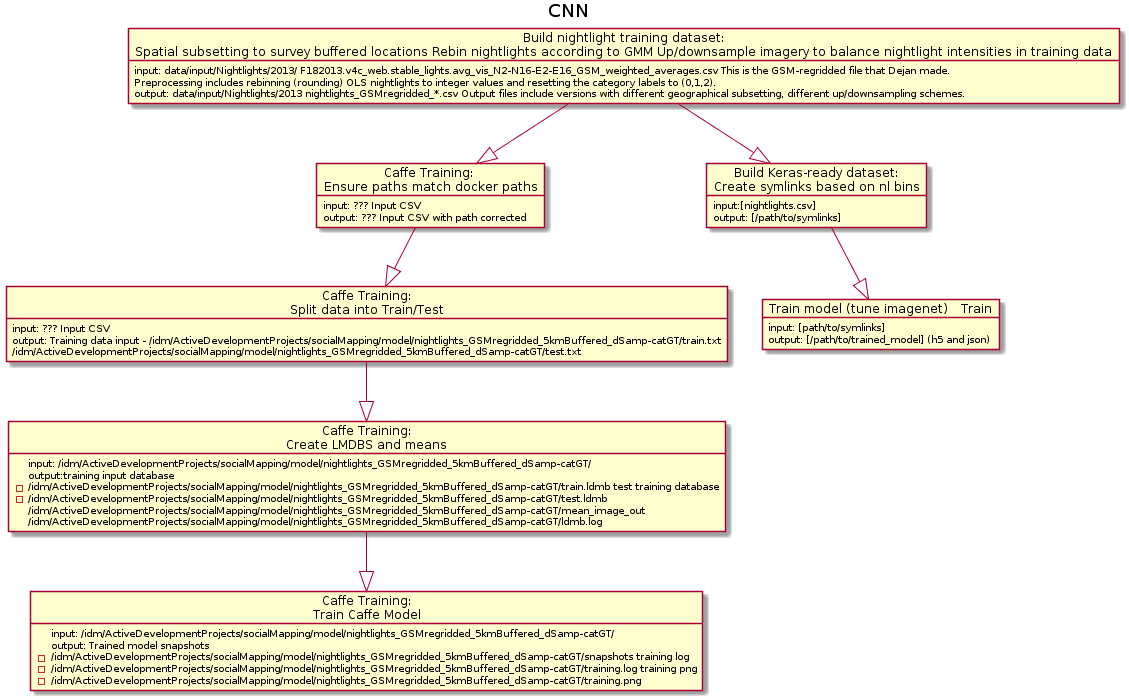 CNN
Build nightlight training dataset:
Spatial subsetting to survey buffered locations Rebin nightlights according to GMM Up/downsample imagery to balance nightlight intensities in training data
input: data/input/Nightlights/2013/ F182013.v4c_web.stable_lights.avg_vis_N2-N16-E2-E16_GSM_weighted_averages.csv This is the GSM-regridded file that Dejan made.
Preprocessing includes rebinning (rounding) OLS nightlights to integer values and resetting the category labels to (0,1,2).
output: data/input/Nightlights/2013 nightlights_GSMregridded_*.csv Output files include versions with different geographical subsetting, different up/downsampling schemes.
Caffe Training:
Ensure paths match docker paths
input: ??? Input CSV
output: ??? Input CSV with path corrected
Build Keras-ready dataset:
Create symlinks based on nl bins
input:[nightlights.csv]
output: [/path/to/symlinks]
Caffe Training:
Split data into Train/Test
input: ??? Input CSV
output: Training data input - /idm/ActiveDevelopmentProjects/socialMapping/model/nightlights_GSMregridded_5kmBuffered_dSamp-catGT/train.txt
/idm/ActiveDevelopmentProjects/socialMapping/model/nightlights_GSMregridded_5kmBuffered_dSamp-catGT/test.txt
Train model (tune imagenet) Train
input: [path/to/symlinks]
output: [/path/to/trained_model] (h5 and json)
Caffe Training:
Create LMDBS and means
input: /idm/ActiveDevelopmentProjects/socialMapping/model/nightlights_GSMregridded_5kmBuffered_dSamp-catGT/
output:training input database
/idm/ActiveDevelopmentProjects/socialMapping/model/nightlights_GSMregridded_5kmBuffered_dSamp-catGT/train.ldmb test training database
/idm/ActiveDevelopmentProjects/socialMapping/model/nightlights_GSMregridded_5kmBuffered_dSamp-catGT/test.ldmb
/idm/ActiveDevelopmentProjects/socialMapping/model/nightlights_GSMregridded_5kmBuffered_dSamp-catGT/mean_image_out
/idm/ActiveDevelopmentProjects/socialMapping/model/nightlights_GSMregridded_5kmBuffered_dSamp-catGT/ldmb.log
Caffe Training:
Train Caffe Model
input: /idm/ActiveDevelopmentProjects/socialMapping/model/nightlights_GSMregridded_5kmBuffered_dSamp-catGT/
output: Trained model snapshots
/idm/ActiveDevelopmentProjects/socialMapping/model/nightlights_GSMregridded_5kmBuffered_dSamp-catGT/snapshots training log
/idm/ActiveDevelopmentProjects/socialMapping/model/nightlights_GSMregridded_5kmBuffered_dSamp-catGT/training.log training png
/idm/ActiveDevelopmentProjects/socialMapping/model/nightlights_GSMregridded_5kmBuffered_dSamp-catGT/training.png